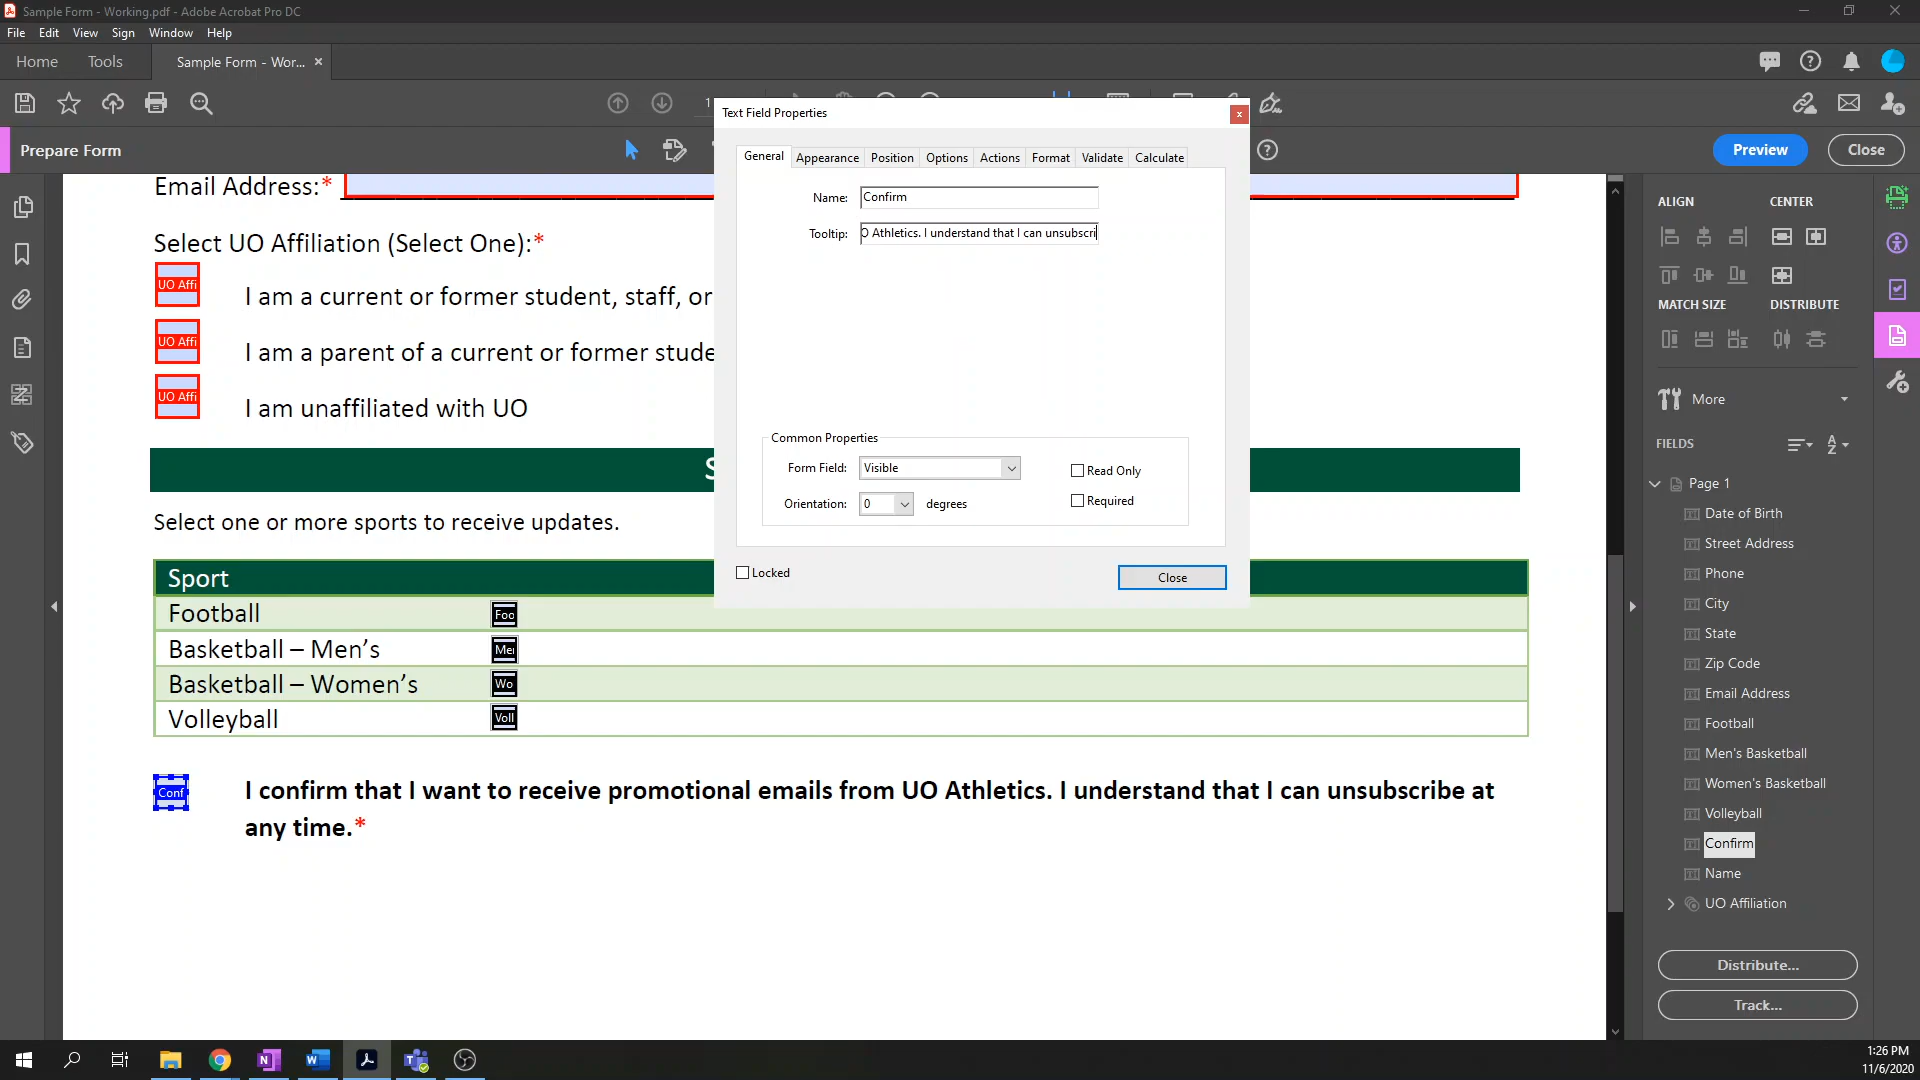 Sample Form - Working.pdf - Adobe Acrobat Pro DC
File Edit View Sign Window Help
Home Tools Sample Form - Wor... ×
1
Prepare Form
Preview Close
Text Field Properties
General Appearance Position Options Actions Format Validate Calculate
Name: Confirm
Tooltip: O Athletics. I understand that I can unsubscri
Common Properties
Form Field: Visible
Read Only
Orientation: 0 degrees
Required
Locked
Close
Email Address:*
Select UO Affiliation (Select One):*
UO Affi I am a current or former student, staff, or
UO Affi I am a parent of a current or former stude
UO Affi I am unaffiliated with UO
S
Select one or more sports to receive updates.
Sport
Football Foo
Basketball – Men’s Me
Basketball – Women’s Wo
Volleyball Voll
Conf I confirm that I want to receive promotional emails from UO Athletics. I understand that I can unsubscribe at
any time.*
ALIGN CENTER
MATCH SIZE DISTRIBUTE
More
FIELDS
Page 1
Date of Birth
Street Address
Phone
City
State
Zip Code
Email Address
Football
Men's Basketball
Women's Basketball
Volleyball
Confirm
Name
UO Affiliation
Distribute...
Track...
1:26 PM
11/6/2020